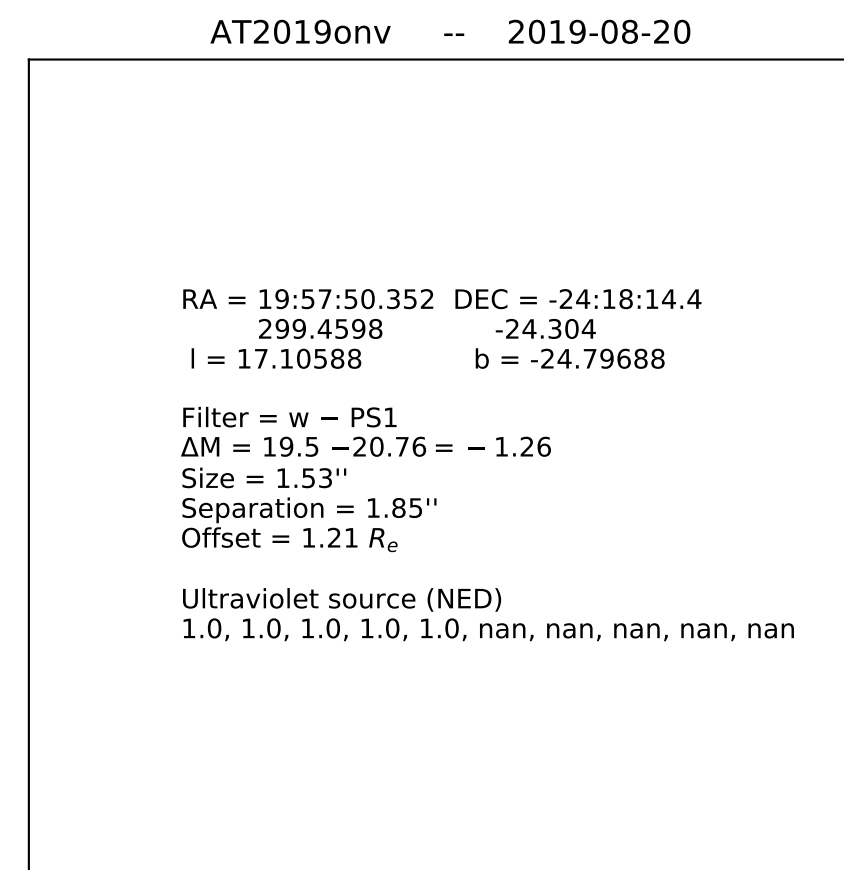 AT2019onv -- 2019-08-20
RA = 19:57:50.352 DEC = -24:18:14.4
299.4598 -24.304
l = 17.10588 b = -24.79688
Filter = w − PS1
ΔM = 19.5 −20.76 = − 1.26
Size = 1.53''
Separation = 1.85''
Offset = 1.21 Re
Ultraviolet source (NED)
1.0, 1.0, 1.0, 1.0, 1.0, nan, nan, nan, nan, nan